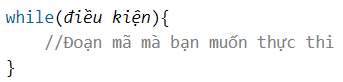 while(điều kiện){
//Đoạn mã mà bạn muốn thực thi
}